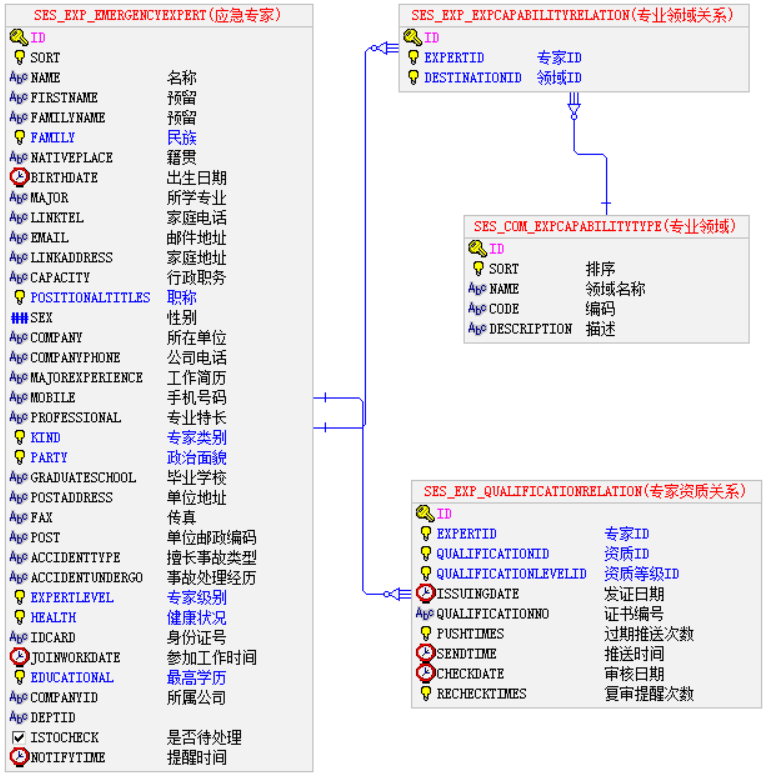 SES_EXP_EMERGENCYEXPERT(应急专家)
ID
SORT
NAME 名称
FIRSTNAME 预留
FAMILYNAME 预留
FAMILY 民族
NATIVEPLACE 籍贯
BIRTHDATE 出生日期
MAJOR 所学专业
LINKTEL 家庭电话
EMAIL 邮件地址
LINKADDRESS 家庭地址
CAPACITY 行政职务
POSITIONALTITLES 职称
SEX 性别
COMPANY 所在单位
COMPANYPHONE 公司电话
MAJOREXPERIENCE 工作简历
MOBILE 手机号码
PROFESSIONAL 专业特长
KIND 专家类别
PARTY 政治面貌
GRADUATESCHOOL 毕业学校
POSTADDRESS 单位地址
FAX 传真
POST 单位邮政编码
ACCIDENTTYPE 擅长事故类型
ACCIDENTUNDERGO 事故处理经历
EXPERTLEVEL 专家级别
HEALTH 健康状况
IDCARD 身份证号
JOINWORKDATE 参加工作时间
EDUCATIONAL 最高学历
COMPANYID 所属公司
DEPTID
ISTOCHECK 是否待处理
NOTIFYTIME 提醒时间
SES_EXP_EXPCAPABILITYRELATION(专业领域关系)
ID
EXPERTID 专家ID
DESTINATIONID 领域ID
SES_COM_EXPCAPABILITYTYPE(专业领域)
ID
SORT 排序
NAME 领域名称
CODE 编码
DESCRIPTION 描述
SES_EXP_QUALIFICATIONRELATION(专家资质关系)
ID
EXPERTID 专家ID
QUALIFICATIONID 资质ID
QUALIFICATIONLEVELID 资质等级ID
ISSUINGDATE 发证日期
QUALIFICATIONNO 证书编号
PUSHTIMES 过期推送次数
SENDTIME 推送时间
CHECKDATE 审核日期
RECHECKTIMES 复审提醒次数